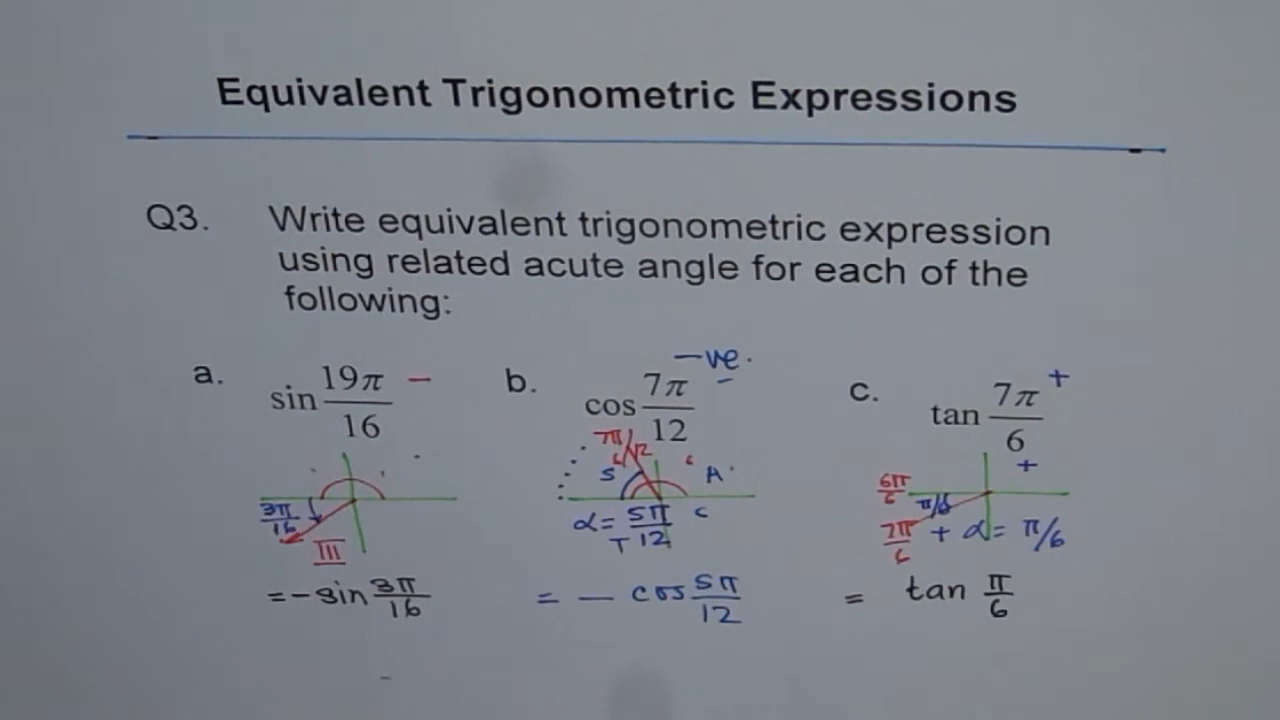 Equivalent Trigonometric Expressions
Q3. Write equivalent trigonometric expression
using related acute angle for each of the
following:
a. sin 19π/16 −
b. cos 7π/12 −ve.
c. tan 7π/6 +
+
3π/16
III
7π/12
S A
α = 5π/12 C
T
6π/6
π/6
7π/6 + α = π/6
= − sin 3π/16
= − cos 5π/12
= tan π/6